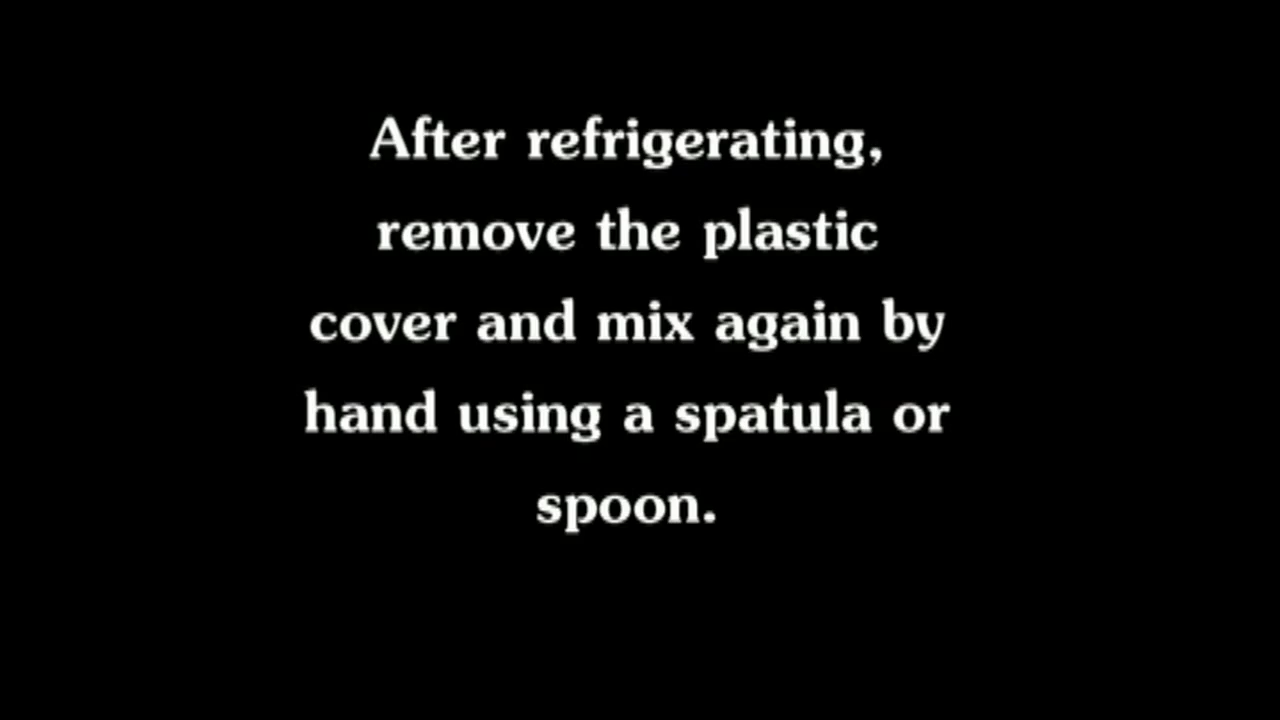 After refrigerating,
remove the plastic
cover and mix again by
hand using a spatula or
spoon.